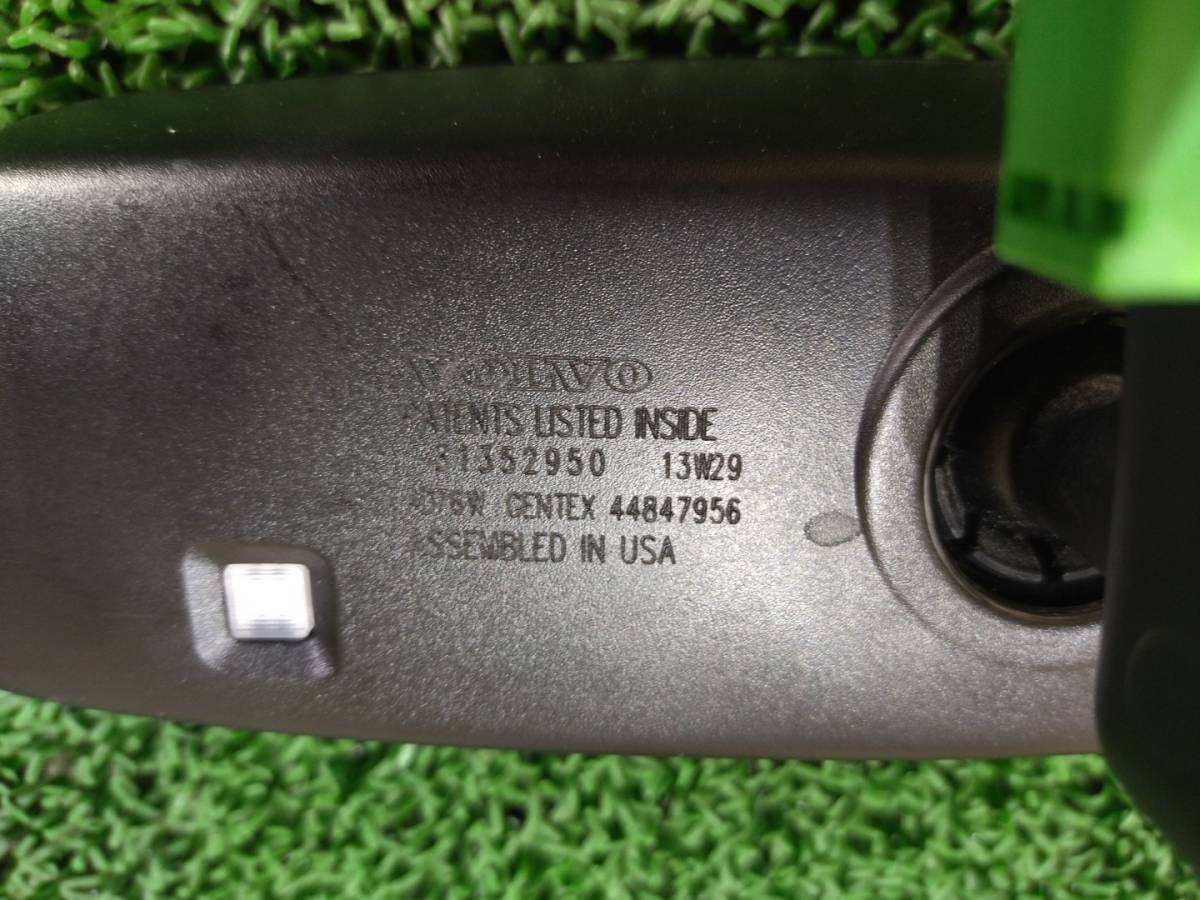 VOLVO
PATENTS LISTED INSIDE
31352950 13W29
GENTEX 44847956
ASSEMBLED IN USA